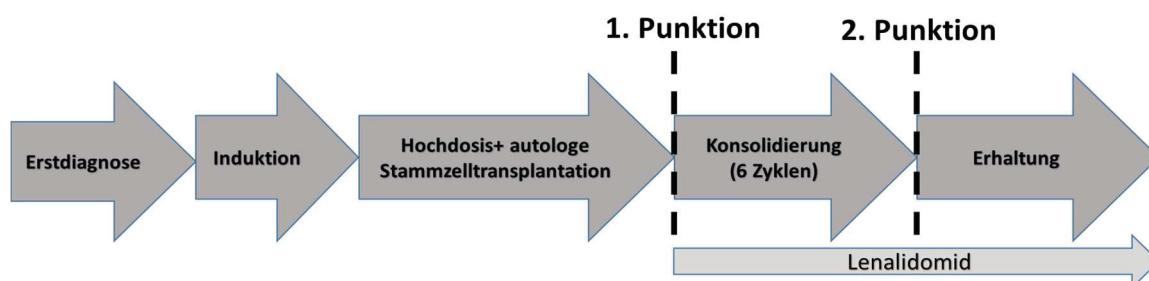 1. Punktion
2. Punktion
Erstdiagnose
Induktion
Hochdosis+ autologe
Stammzelltransplantation
Konsolidierung
(6 Zyklen)
Erhaltung
Lenalidomid